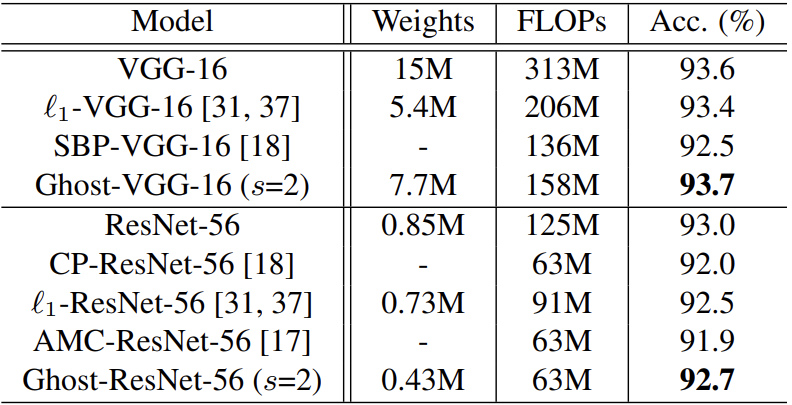 Model Weights FLOPs Acc. (%)
VGG-16 15M 313M 93.6
ℓ1-VGG-16 [31, 37] 5.4M 206M 93.4
SBP-VGG-16 [18] - 136M 92.5
Ghost-VGG-16 (s=2) 7.7M 158M 93.7
ResNet-56 0.85M 125M 93.0
CP-ResNet-56 [18] - 63M 92.0
ℓ1-ResNet-56 [31, 37] 0.73M 91M 92.5
AMC-ResNet-56 [17] - 63M 91.9
Ghost-ResNet-56 (s=2) 0.43M 63M 92.7